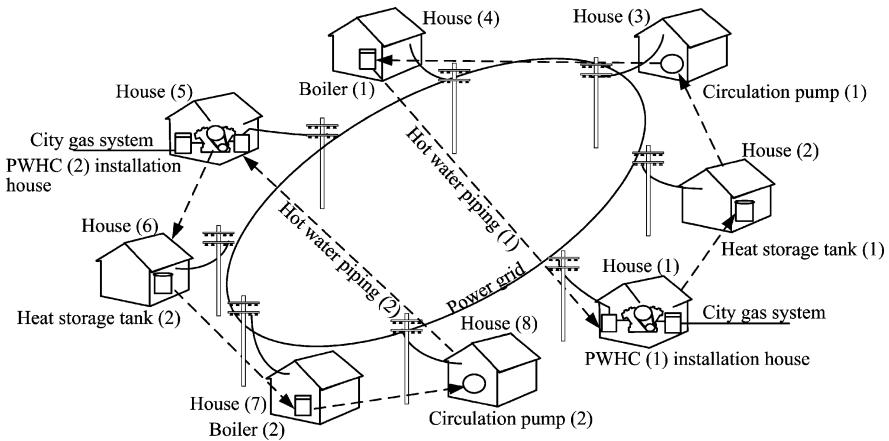 House (4)
House (3)
Boiler (1)
Circulation pump (1)
House (5)
City gas system
PWHC (2) installation
house
House (2)
Hot water piping (1)
Heat storage tank (1)
House (6)
Hot water piping (2)
Power grid
House (1)
Heat storage tank (2)
City gas system
House (8)
PWHC (1) installation house
House (7)
Boiler (2)
Circulation pump (2)